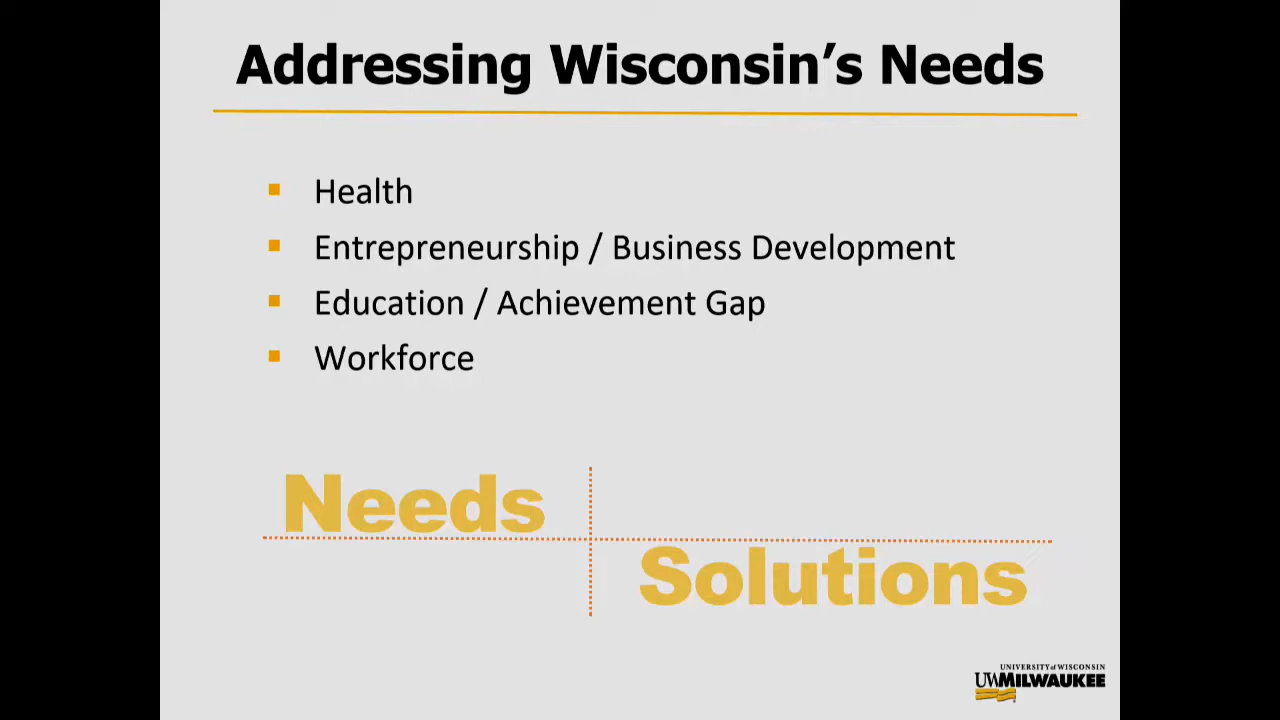 Addressing Wisconsin’s Needs
Health
Entrepreneurship / Business Development
Education / Achievement Gap
Workforce
Needs
Solutions
UNIVERSITY of WISCONSIN
UWMILWAUKEE